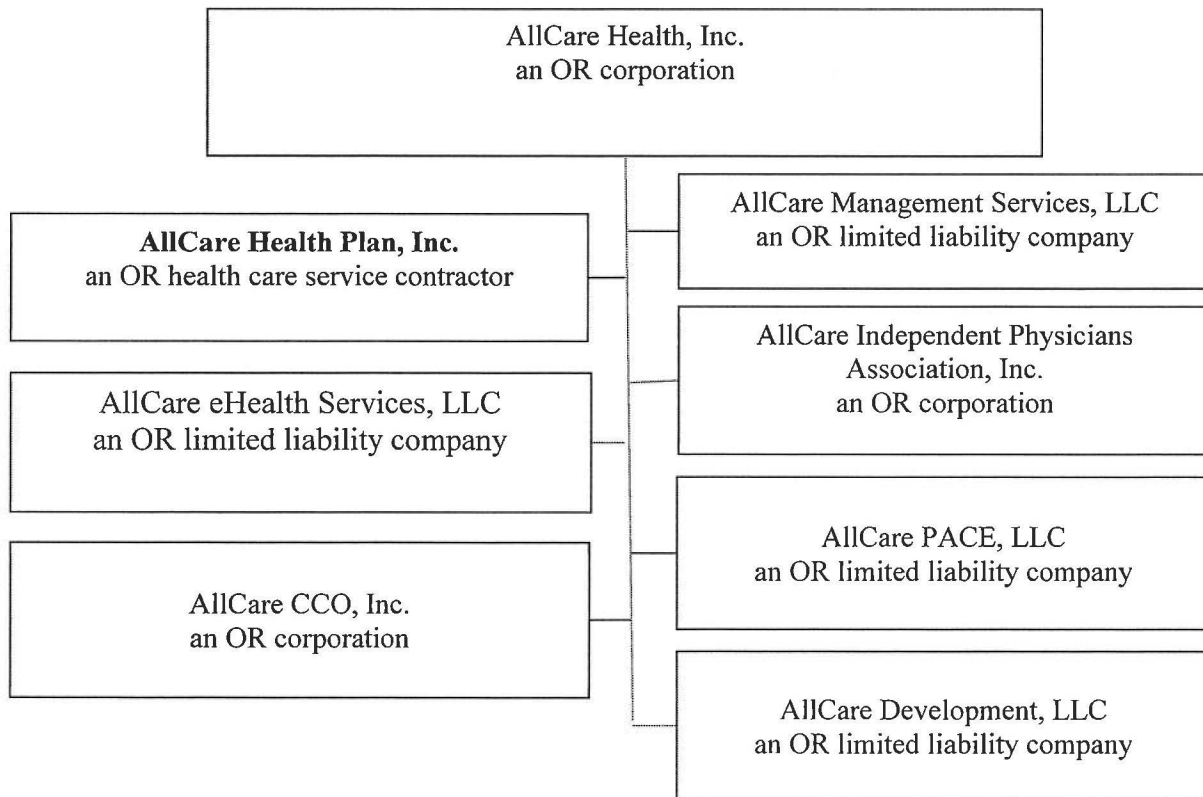 AllCare Health, Inc.
an OR corporation
AllCare Management Services, LLC
an OR limited liability company
AllCare Health Plan, Inc.
an OR health care service contractor
AllCare Independent Physicians
Association, Inc.
an OR corporation
AllCare eHealth Services, LLC
an OR limited liability company
AllCare PACE, LLC
an OR limited liability company
AllCare CCO, Inc.
an OR corporation
AllCare Development, LLC
an OR limited liability company